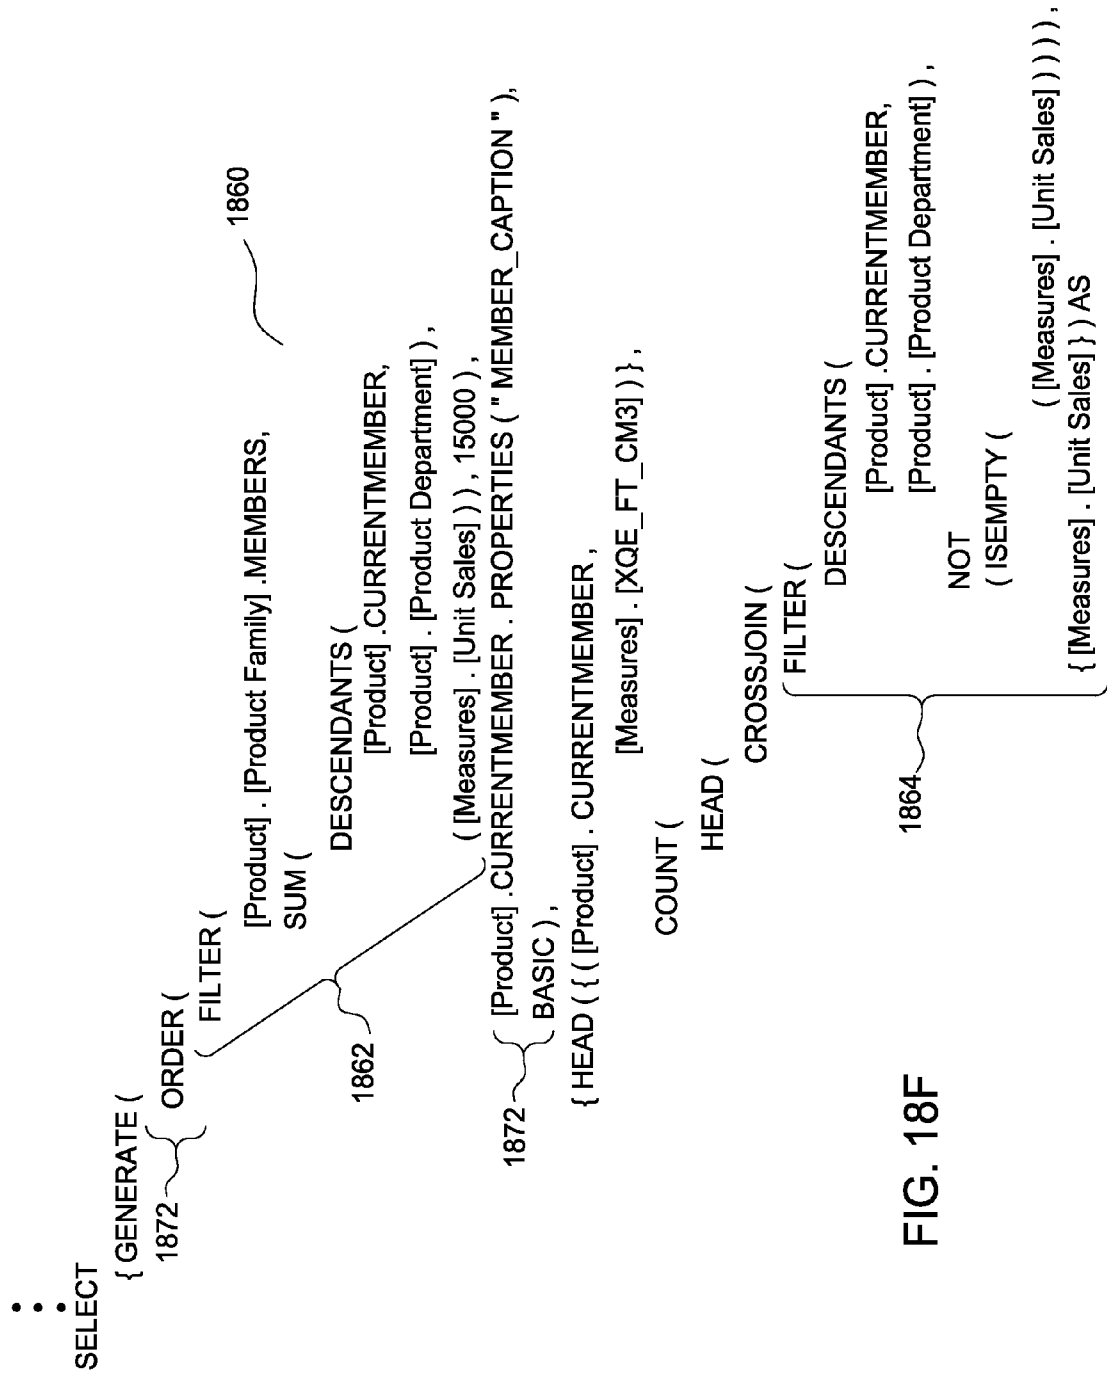 SELECT
{ GENERATE (
1872
ORDER (
FILTER (
[Product] . [Product Family] .MEMBERS,
SUM (
1860
DESCENDANTS (
[Product] .CURRENTMEMBER,
1862
[Product] . [Product Department] ) ,
( [Measures] . [Unit Sales] ) ) , 15000 ) ,
1872
[Product] .CURRENTMEMBER . PROPERTIES ( " MEMBER_CAPTION " ) ,
BASIC ) ,
{ HEAD ( { ( [Product] . CURRENTMEMBER ,
[Measures] . [XQE_FT_CM3] ) } ,
COUNT (
HEAD (
CROSSJOIN (
1864
FILTER (
DESCENDANTS (
[Product] .CURRENTMEMBER,
[Product] . [Product Department] ) ,
NOT
( ISEMPTY (
( [Measures] . [Unit Sales] ) ) ) ) ,
{ [Measures] . [Unit Sales] } ) AS
FIG. 18F